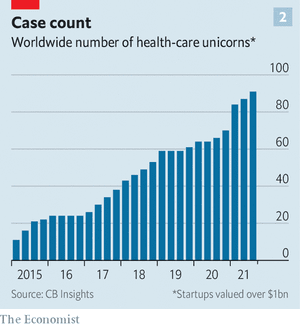 Case count
2
Worldwide number of health-care unicorns*
100
80
60
40
20
0
2015 16 17 18 19 20 21
Source: CB Insights
*Startups valued over $1bn
The Economist